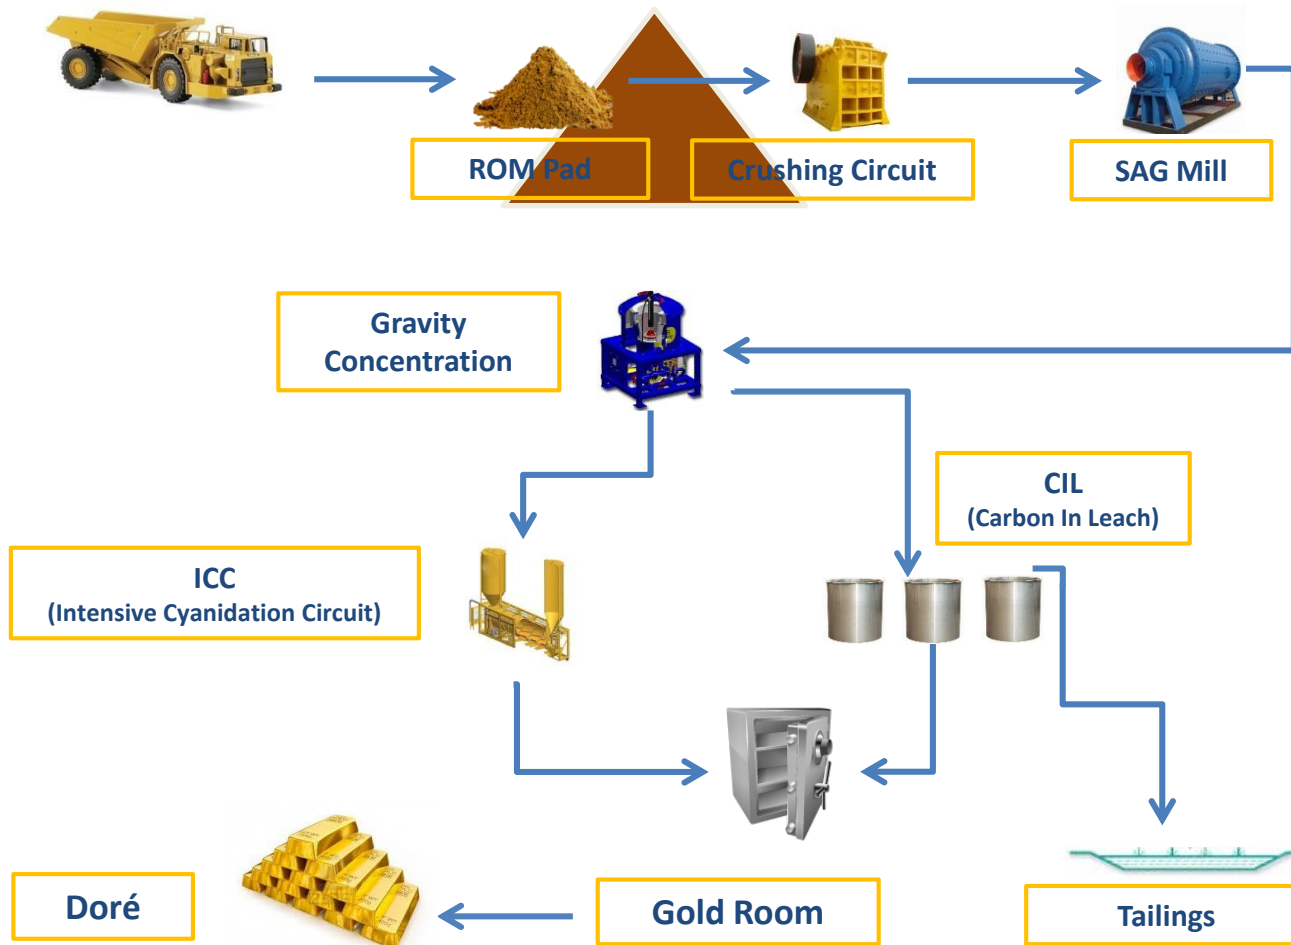 ROM Pad
Crushing Circuit
SAG Mill
Gravity
Concentration
CIL
(Carbon In Leach)
ICC
(Intensive Cyanidation Circuit)
Doré
Gold Room
Tailings